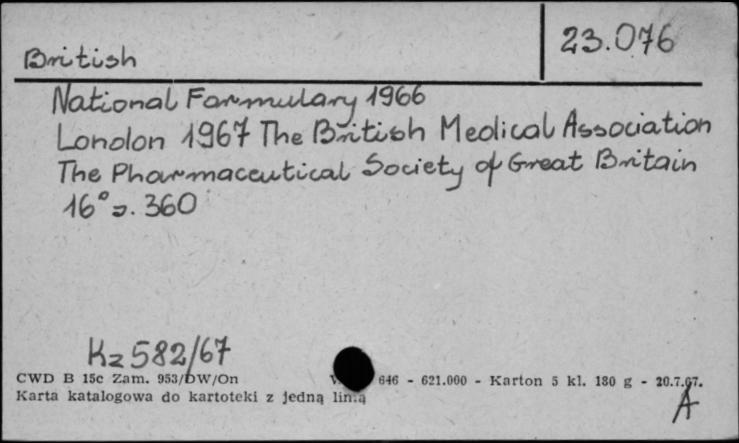 British
23.076
National Formulary 1966
London 1967 The British Medical Association
The Pharmaceutical Society of Great Britain
16° s. 360
Kz 582/67
CWD B 15c Zam. 953/DW/On 646 - 621.000 - Karton 5 kl. 180 g - 20.7.67.
Karta katalogowa do kartoteki z jedną linią
A